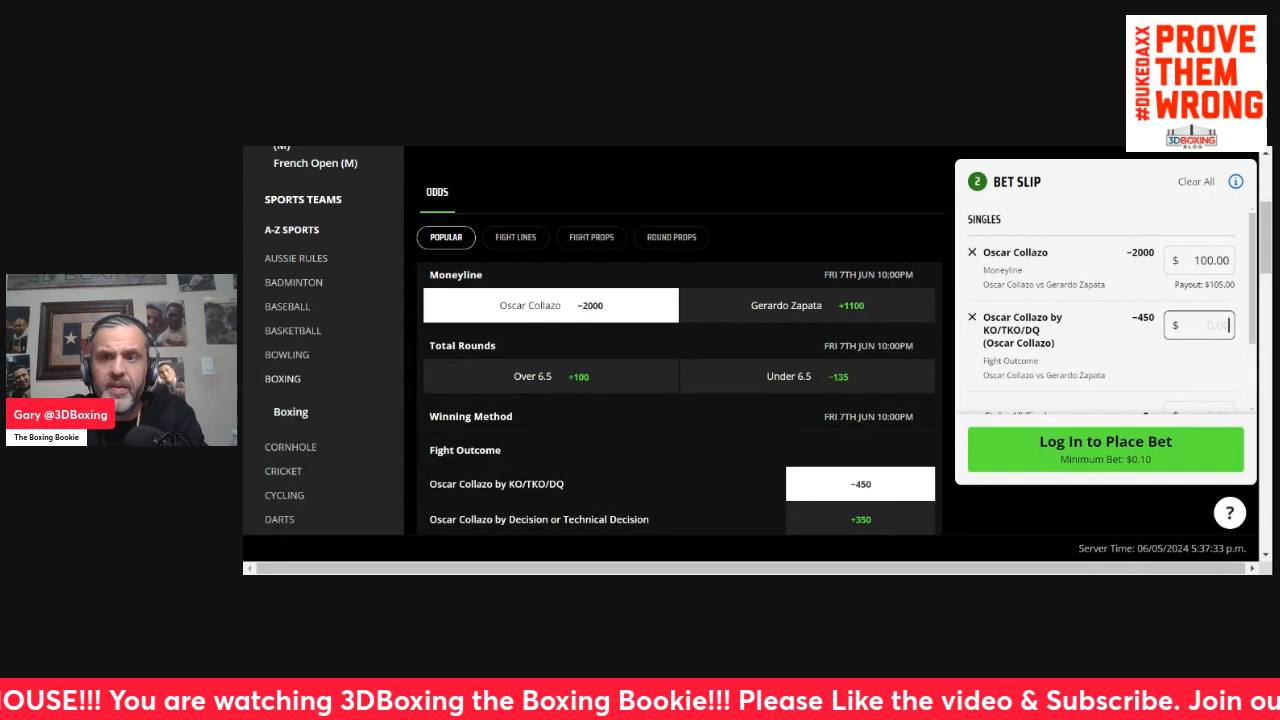 #DUKEDAXX
PROVE
THEM
WRONG
3DBOXING
BLOG
(M)
French Open (M)
SPORTS TEAMS
A-Z SPORTS
AUSSIE RULES
BADMINTON
BASEBALL
BASKETBALL
BOWLING
BOXING
Boxing
CORNHOLE
CRICKET
CYCLING
DARTS
ODDS
POPULAR FIGHT LINES FIGHT PROPS ROUND PROPS
Moneyline FRI 7TH JUN 10:00PM
Oscar Collazo −2000 Gerardo Zapata +1100
Total Rounds FRI 7TH JUN 10:00PM
Over 6.5 +100 Under 6.5 −135
Winning Method FRI 7TH JUN 10:00PM
Fight Outcome
Oscar Collazo by KO/TKO/DQ −450
Oscar Collazo by Decision or Technical Decision +350
2 BET SLIP Clear All i
SINGLES
× Oscar Collazo −2000 $ 100.00
Moneyline
Oscar Collazo vs Gerardo Zapata Payout: $105.00
× Oscar Collazo by −450 $ 0.00
KO/TKO/DQ
(Oscar Collazo)
Fight Outcome
Oscar Collazo vs Gerardo Zapata
Log In to Place Bet
Minimum Bet: $0.10
?
Server Time: 06/05/2024 5:37:33 p.m.
Gary @3DBoxing
The Boxing Bookie
HOUSE!!! You are watching 3DBoxing the Boxing Bookie!!! Please Like the video & Subscribe. Join ou